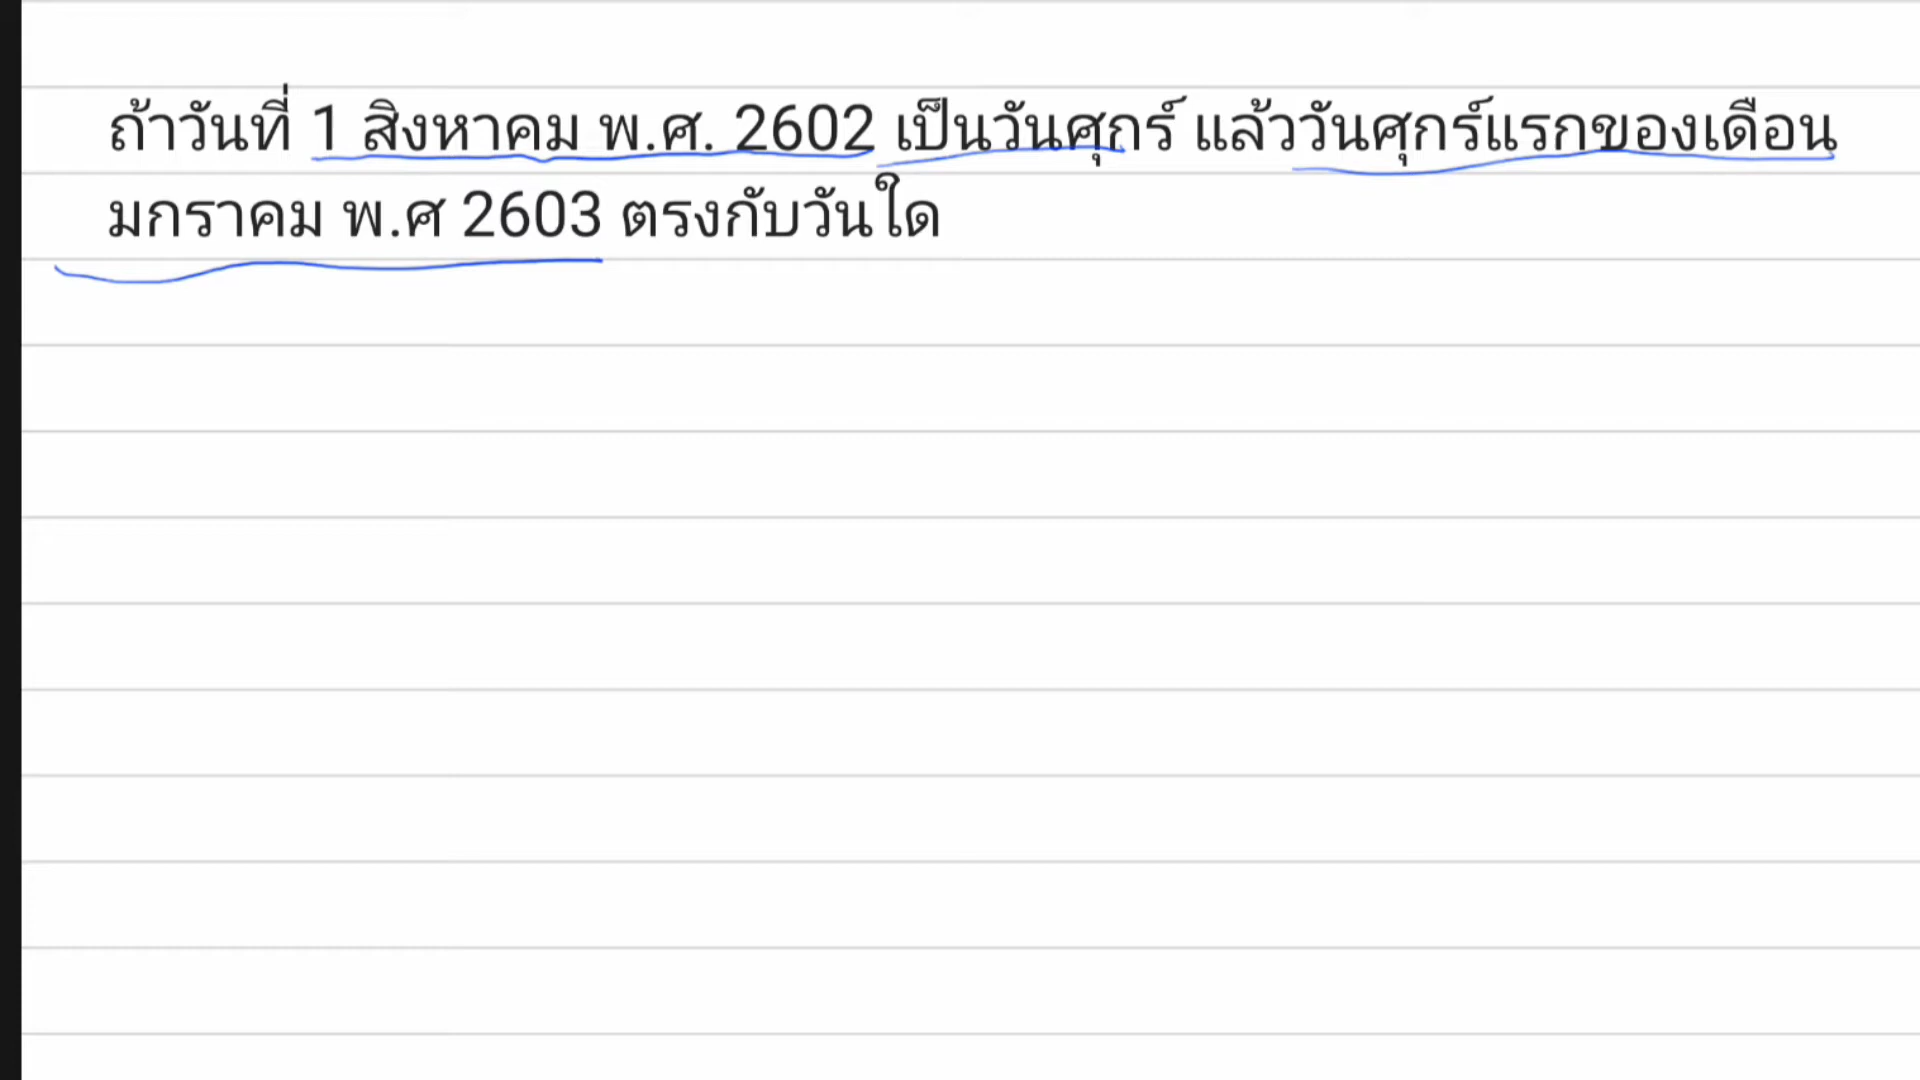 ถ้าวันที่ 1 สิงหาคม พ.ศ. 2602 เป็นวันศุกร์ แล้ววันศุกร์แรกของเดือน
มกราคม พ.ศ 2603 ตรงกับวันใด